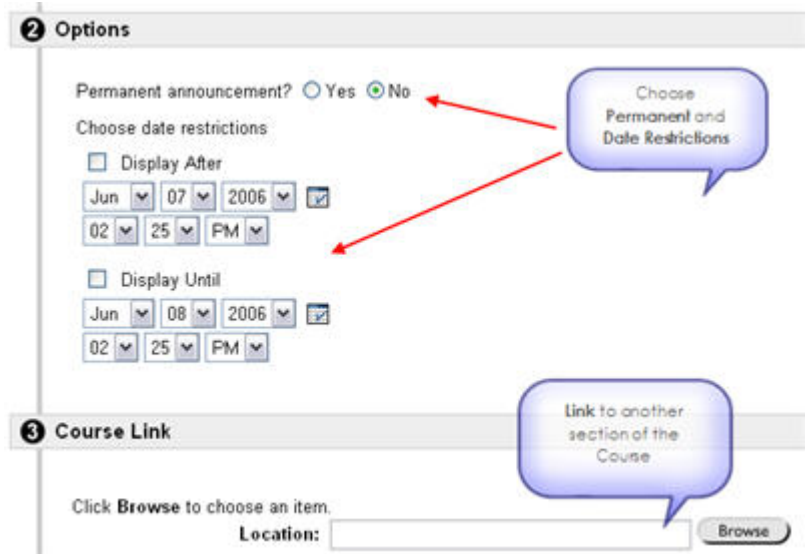 2 Options
Permanent announcement? Yes No
Choose
Permanent and
Date Restrictions
Choose date restrictions
Display After
Jun 07 2006
02 25 PM
Display Until
Jun 08 2006
02 25 PM
3 Course Link
Link to another
section of the
Course
Click Browse to choose an item.
Location: Browse